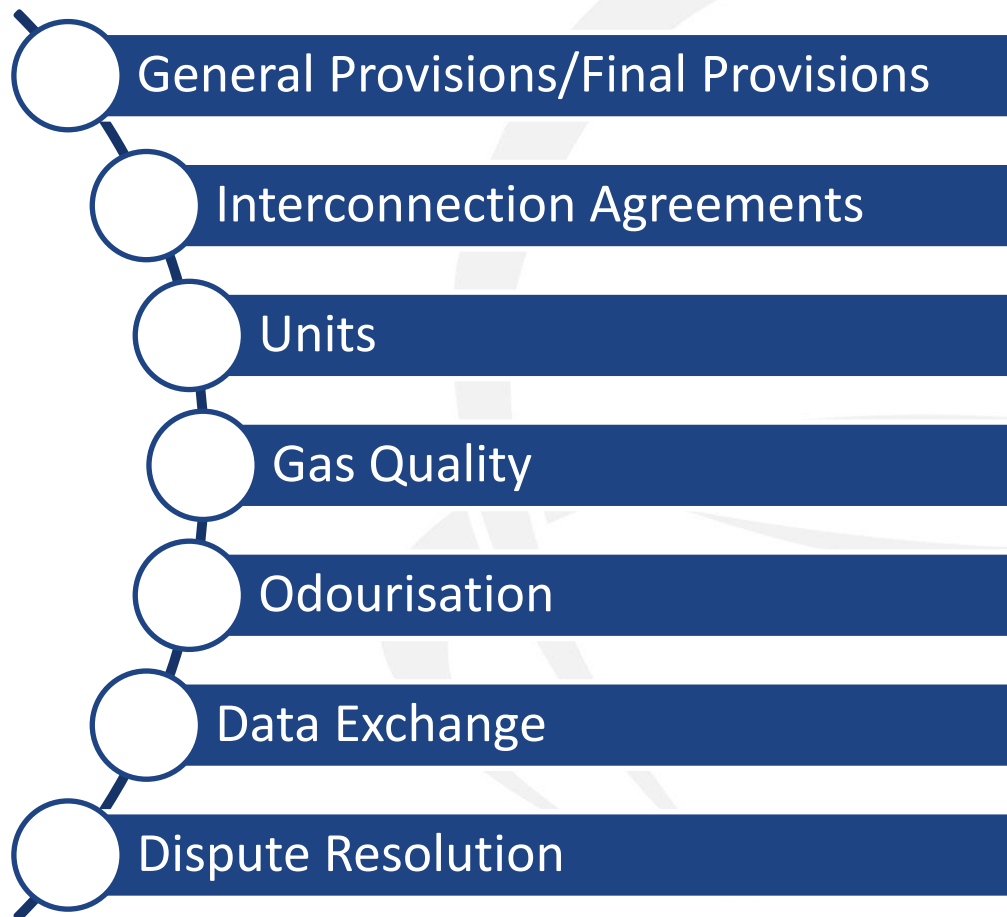 General Provisions/Final Provisions
Interconnection Agreements
Units
Gas Quality
Odourisation
Data Exchange
Dispute Resolution